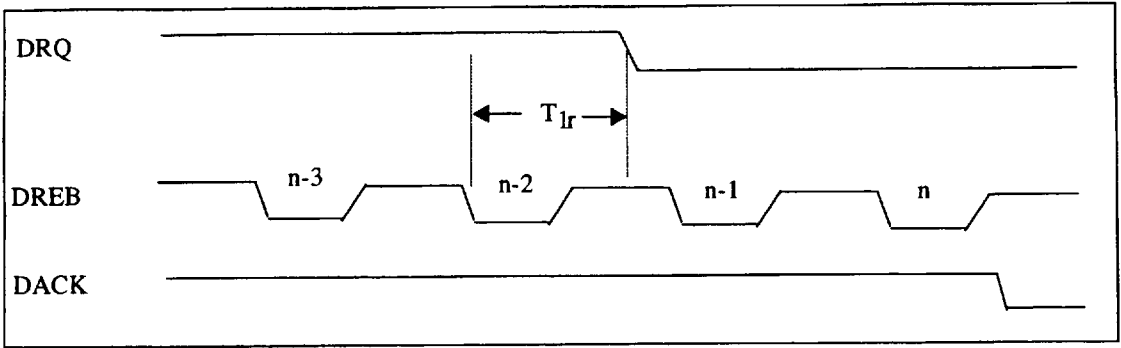 DRQ
T1r
DREB
n-3
n-2
n-1
n
DACK